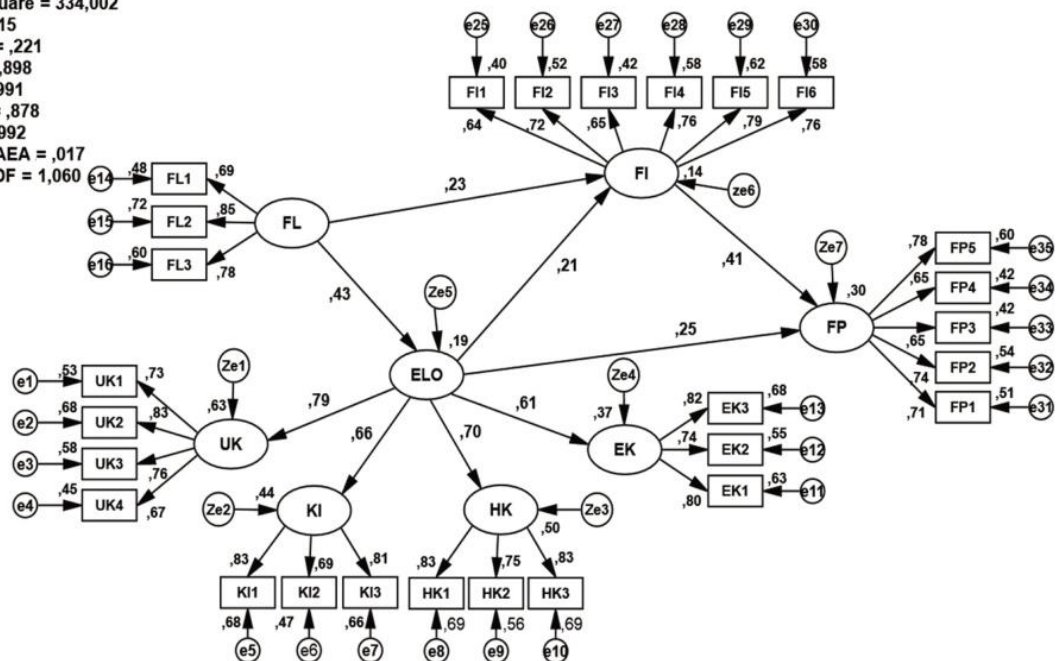 uare = 334,002
15
= ,221
,898
991
= ,878
992
AEA = ,017
DF = 1,060
e25 e26 e27 e28 e29 e30
,40 ,52 ,42 ,58 ,62 ,58
FI1 FI2 FI3 FI4 FI5 FI6
,64 ,72 ,65 ,76 ,79 ,76
FI ,14 ze6
e14 ,48 FL1 ,69
e15 ,72 FL2 ,85
e16 ,60 FL3 ,78
FL
,23
,43
,21
,41
,25
Ze5
,19
ELO
Ze7
,30
FP
,78 FP5 ,60 e35
,65 FP4 ,42 e34
FP3 ,42 e33
,65 FP2 ,54 e32
,74
,71 FP1 ,51 e31
e1 ,53 UK1 ,73
e2 ,68 UK2 ,83
e3 ,58 UK3 ,76
e4 ,45 UK4 ,67
Ze1
,63
UK
,79
,66
,70
,61
Ze4
,37
EK
,82 EK3 ,68 e13
,74 EK2 ,55 e12
,80 EK1 ,63 e11
Ze2 ,44 KI
HK Ze3
,50
,83 ,69 ,81
KI1 KI2 KI3
,68 ,47 ,66
e5 e6 e7
,83 ,75 ,83
HK1 HK2 HK3
,69 ,56 ,69
e8 e9 e10